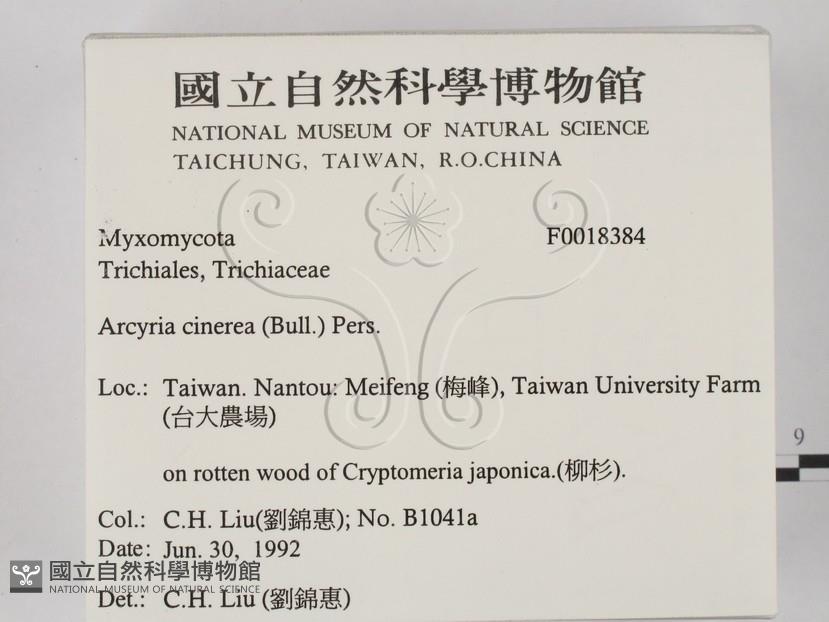 國立自然科學博物館
NATIONAL MUSEUM OF NATURAL SCIENCE
TAICHUNG, TAIWAN, R.O.CHINA
Myxomycota F0018384
Trichiales, Trichiaceae
Arcyria cinerea (Bull.) Pers.
Loc.: Taiwan. Nantou: Meifeng (梅峰), Taiwan University Farm
(台大農場)
on rotten wood of Cryptomeria japonica.(柳杉).
9
Col.: C.H. Liu(劉錦惠); No. B1041a
Date: Jun. 30, 1992
國立自然科學博物館
NATIONAL MUSEUM OF NATURAL SCIENCE
Det.: C.H. Liu (劉錦惠)